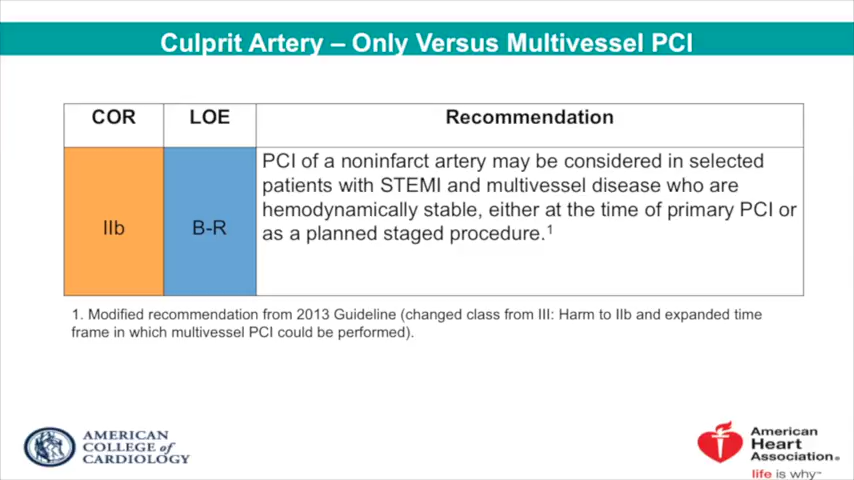 Culprit Artery – Only Versus Multivessel PCI
COR
LOE
Recommendation
IIb
B-R
PCI of a noninfarct artery may be considered in selected
patients with STEMI and multivessel disease who are
hemodynamically stable, either at the time of primary PCI or
as a planned staged procedure.¹
1. Modified recommendation from 2013 Guideline (changed class from III: Harm to IIb and expanded time
frame in which multivessel PCI could be performed).
AMERICAN
COLLEGE of
CARDIOLOGY
American
Heart
Association®
life is why™